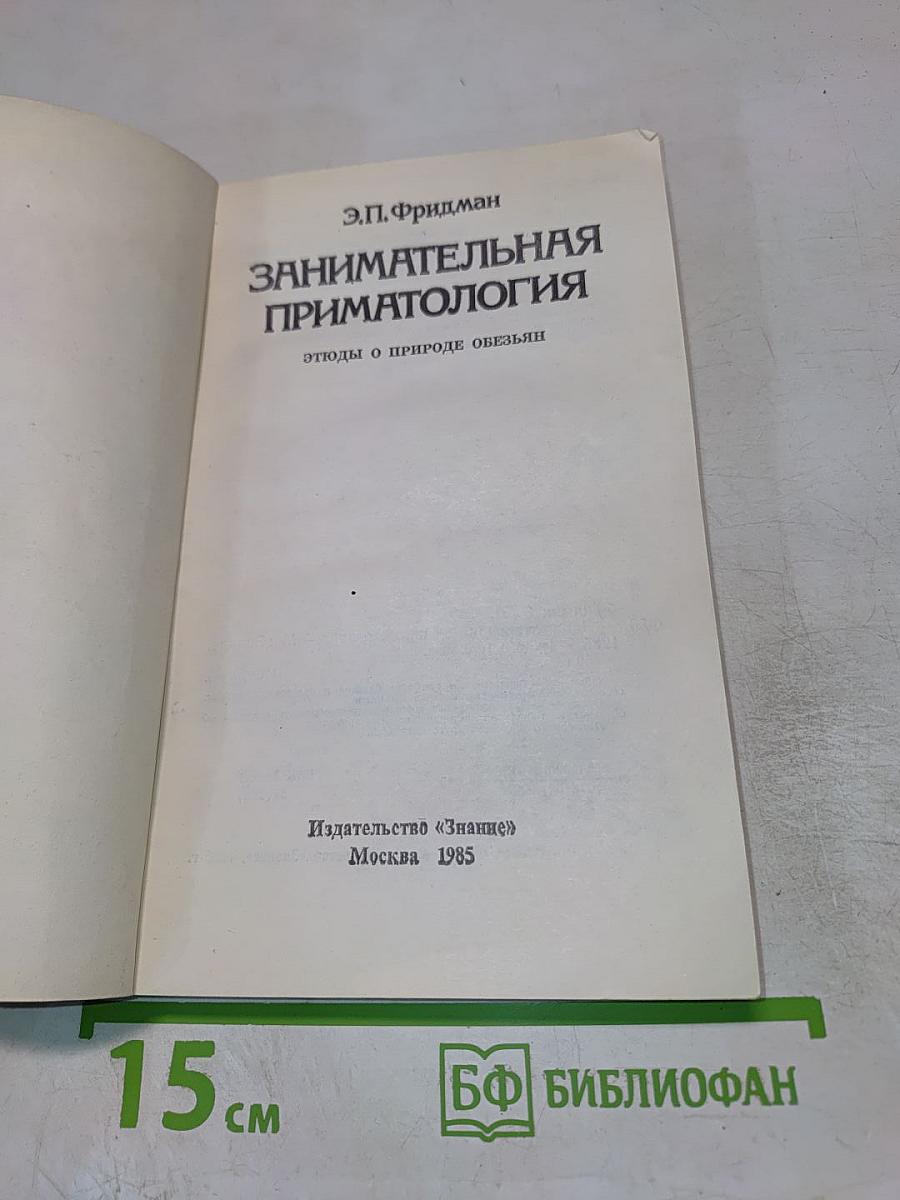 Э.П.Фридман
ЗАНИМАТЕЛЬНАЯ
ПРИМАТОЛОГИЯ
ЭТЮДЫ О ПРИРОДЕ ОБЕЗЬЯН
Издательство «Знание»
Москва 1985
15 см
БФ БИБЛИОФАН